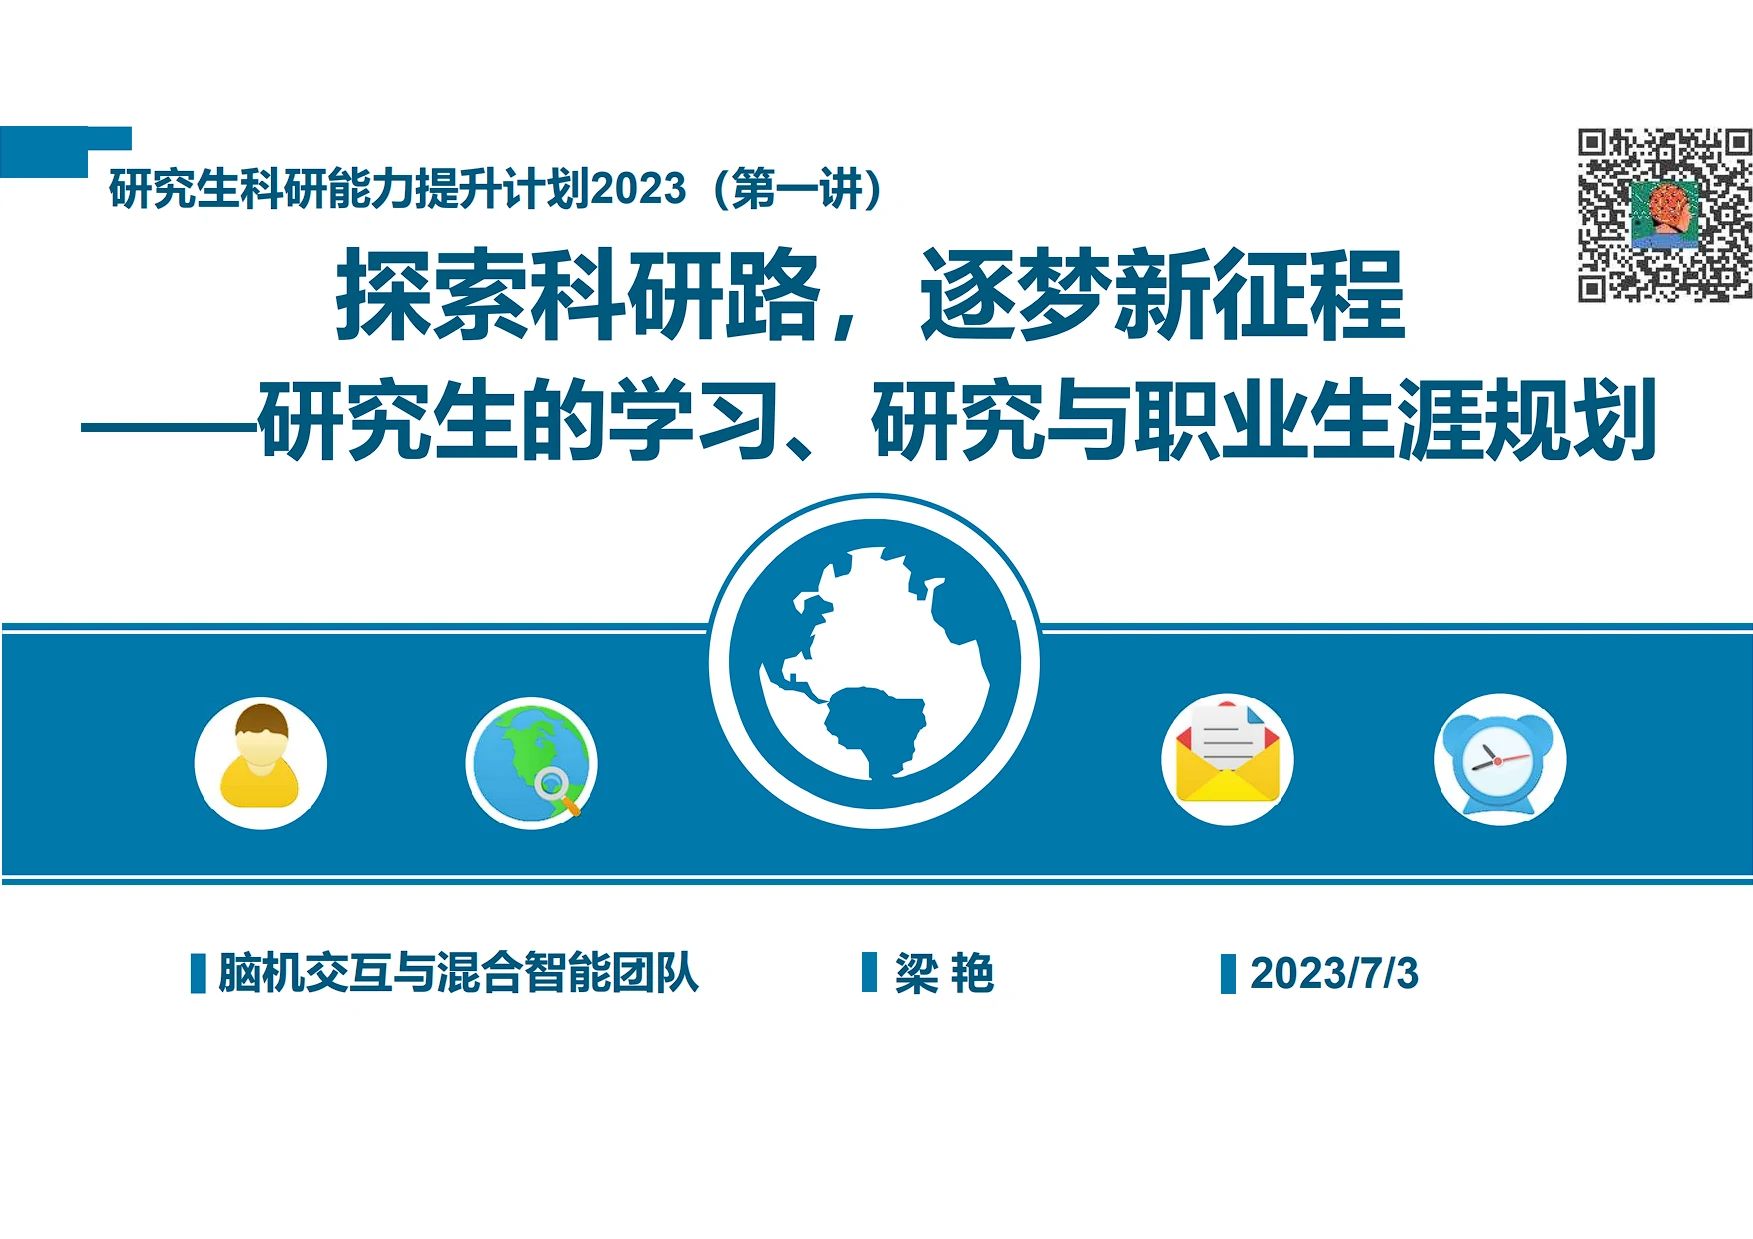 研究生科研能力提升计划2023（第一讲）
探索科研路，逐梦新征程
——研究生的学习、研究与职业生涯规划
脑机交互与混合智能团队
梁 艳
2023/7/3